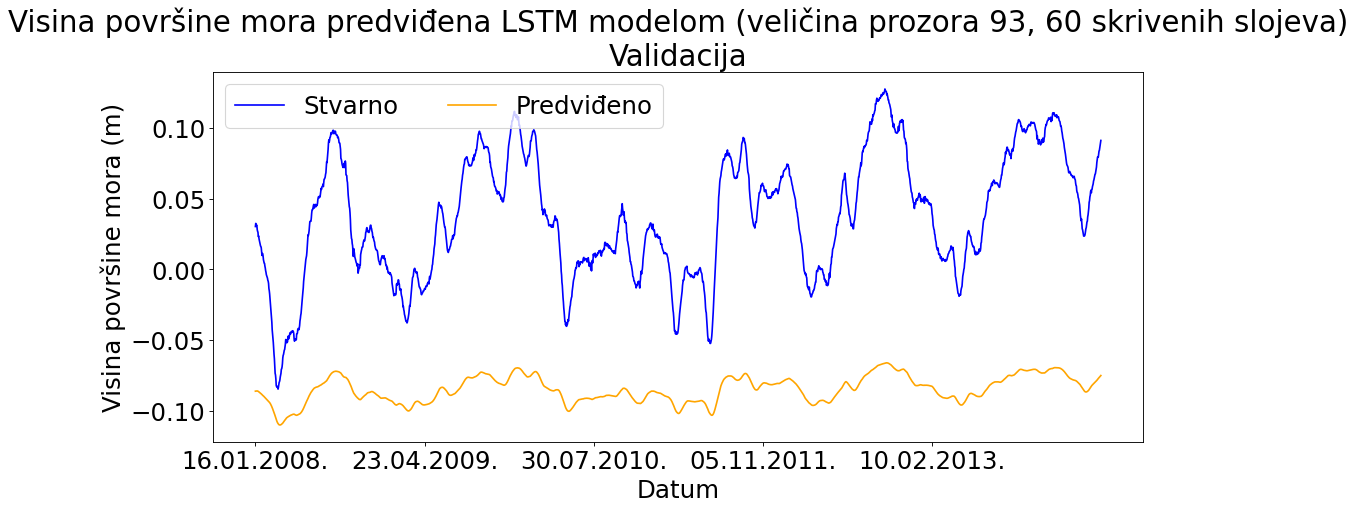 Visina površine mora predviđena LSTM modelom (veličina prozora 93, 60 skrivenih slojeva)
Validacija
Stvarno Predviđeno
Visina površine mora (m)
0.10
0.05
0.00
−0.05
−0.10
16.01.2008. 23.04.2009. 30.07.2010. 05.11.2011. 10.02.2013.
Datum